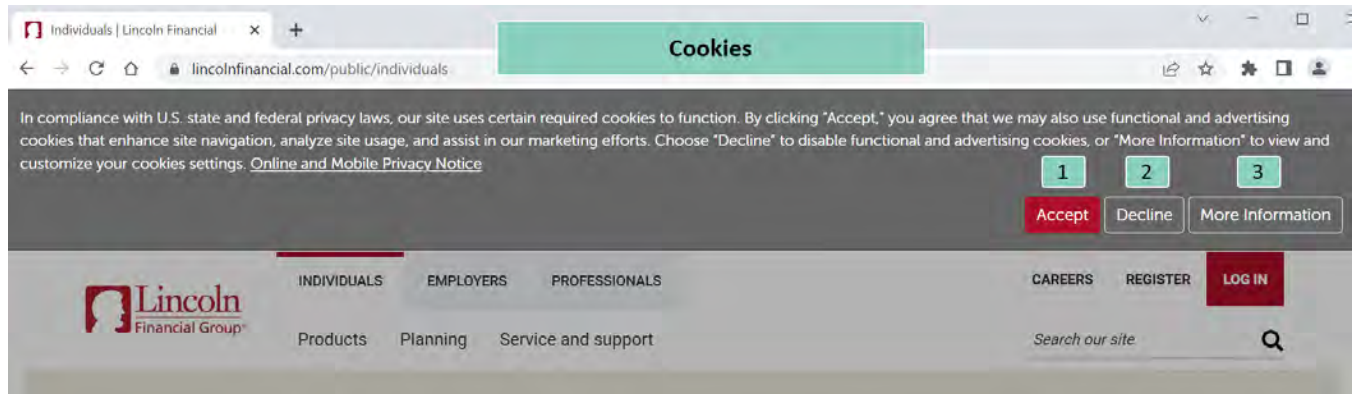 Individuals | Lincoln Financial
Cookies
lincolnfinancial.com/public/individuals
In compliance with U.S. state and federal privacy laws, our site uses certain required cookies to function. By clicking "Accept," you agree that we may also use functional and advertising
cookies that enhance site navigation, analyze site usage, and assist in our marketing efforts. Choose "Decline" to disable functional and advertising cookies, or "More Information" to view and
customize your cookies settings. Online and Mobile Privacy Notice
1 2 3
Accept Decline More Information
INDIVIDUALS EMPLOYERS PROFESSIONALS CAREERS REGISTER LOG IN
Lincoln
Financial Group
Products Planning Service and support Search our site